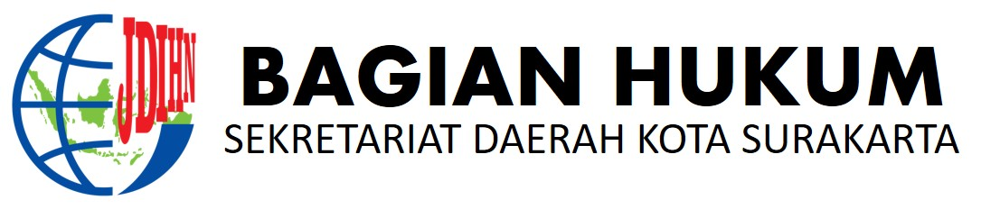 JDIHN
BAGIAN HUKUM
SEKRETARIAT DAERAH KOTA SURAKARTA